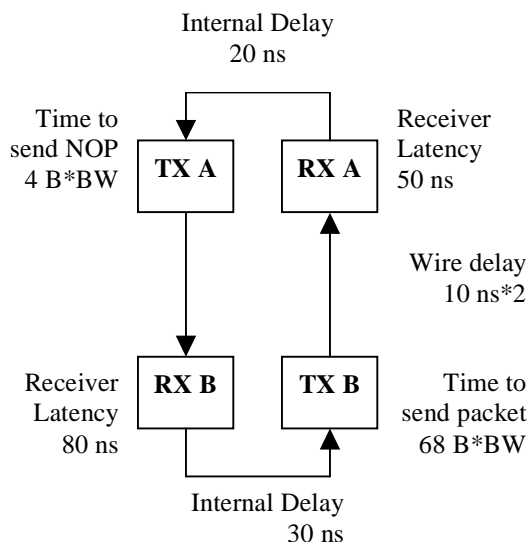 Internal Delay
20 ns
Time to
send NOP
4 B*BW
TX A
RX A
Receiver
Latency
50 ns
Wire delay
10 ns*2
Receiver
Latency
80 ns
RX B
TX B
Time to
send packet
68 B*BW
Internal Delay
30 ns